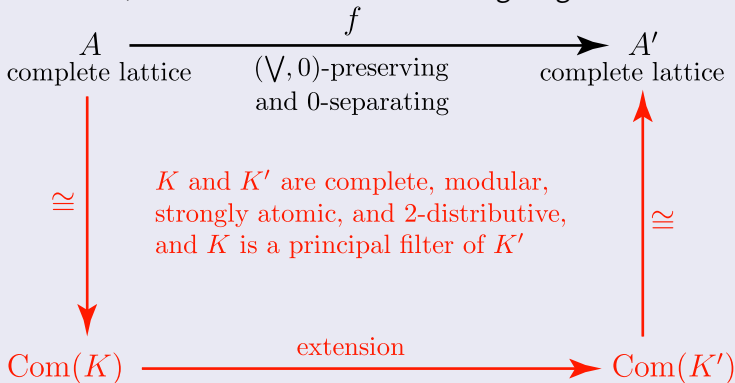 f
A
A′
(⋁, 0)-preserving
complete lattice
complete lattice
and 0-separating
K and K′ are complete, modular,
≅
strongly atomic, and 2-distributive,
≅
and K is a principal filter of K′
extension
Com(K)
Com(K′)